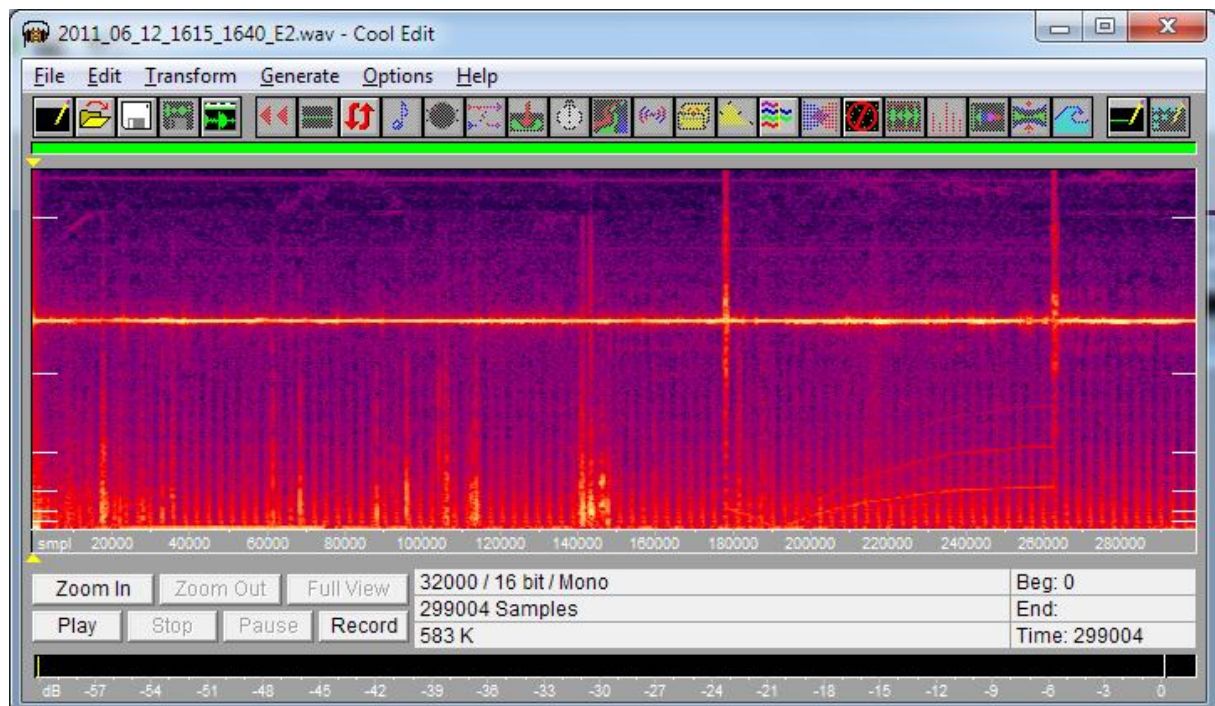 2011_06_12_1615_1640_E2.wav - Cool Edit
File Edit Transform Generate Options Help
smpl 20000 40000 60000 80000 100000 120000 140000 160000 180000 200000 220000 240000 260000 280000
Zoom In Zoom Out Full View 32000 / 16 bit / Mono Beg: 0
299004 Samples End:
Play Stop Pause Record 583 K Time: 299004
dB -57 -54 -51 -48 -45 -42 -39 -36 -33 -30 -27 -24 -21 -18 -15 -12 -9 -6 -3 0